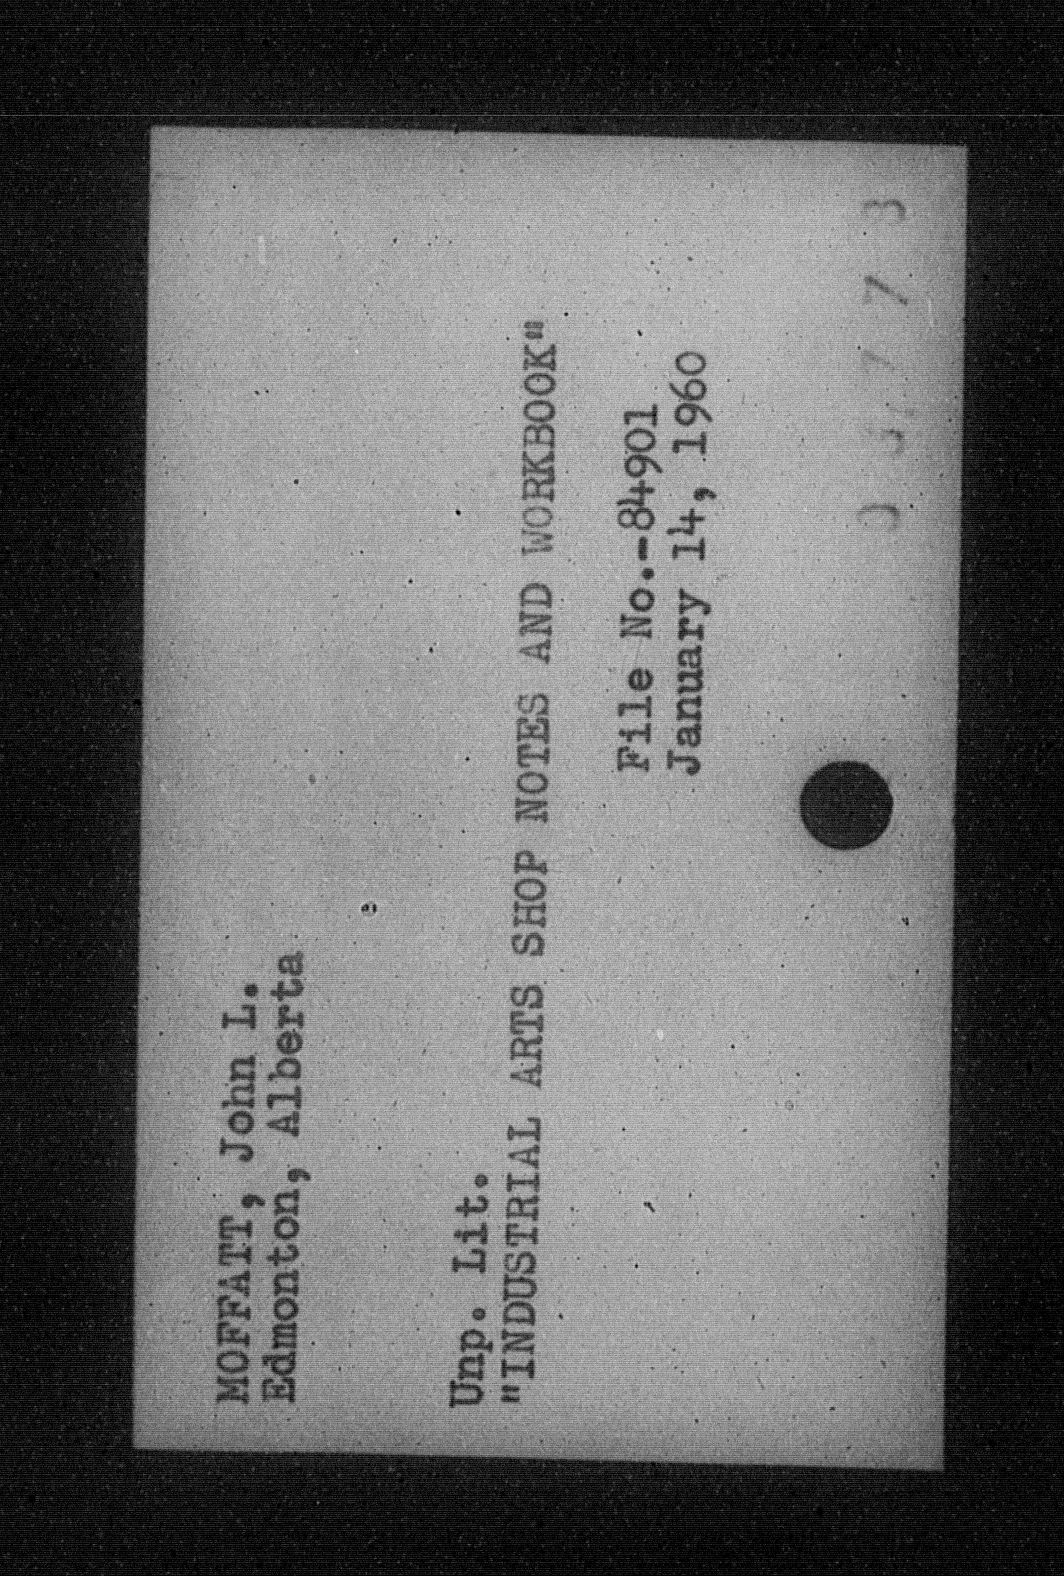 MOFFATT, John L.
Edmonton, Alberta
Unp. Lit.
"INDUSTRIAL ARTS SHOP NOTES AND WORKBOOK"
File No.-84901
January 14, 1960